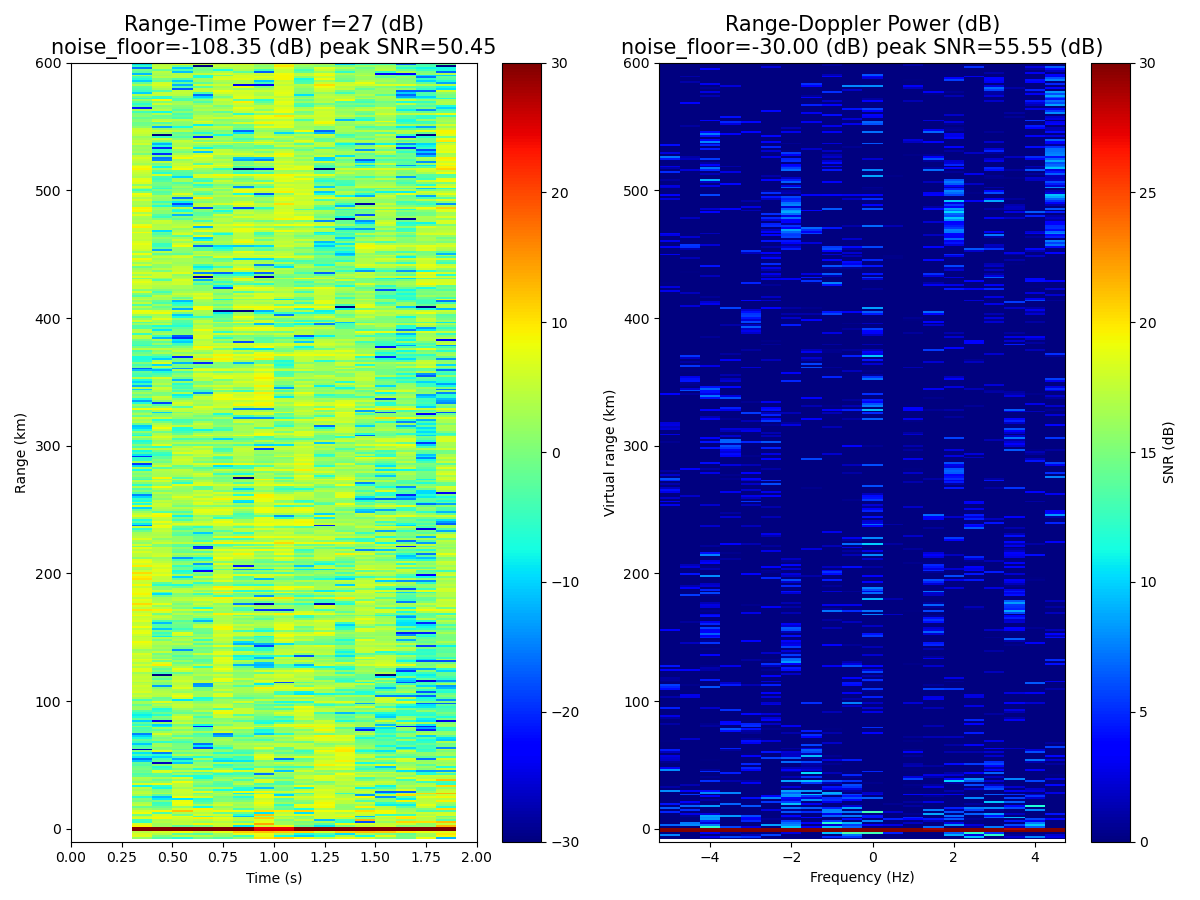 Range-Time Power f=27 (dB)
noise_floor=-108.35 (dB) peak SNR=50.45
Range (km)
600
500
400
300
200
100
0
0.00 0.25 0.50 0.75 1.00 1.25 1.50 1.75 2.00
Time (s)
30
20
10
0
−10
−20
−30
Range-Doppler Power (dB)
noise_floor=-30.00 (dB) peak SNR=55.55 (dB)
Virtual range (km)
600
500
400
300
200
100
0
−4 −2 0 2 4
Frequency (Hz)
30
25
20
15
10
5
0
SNR (dB)